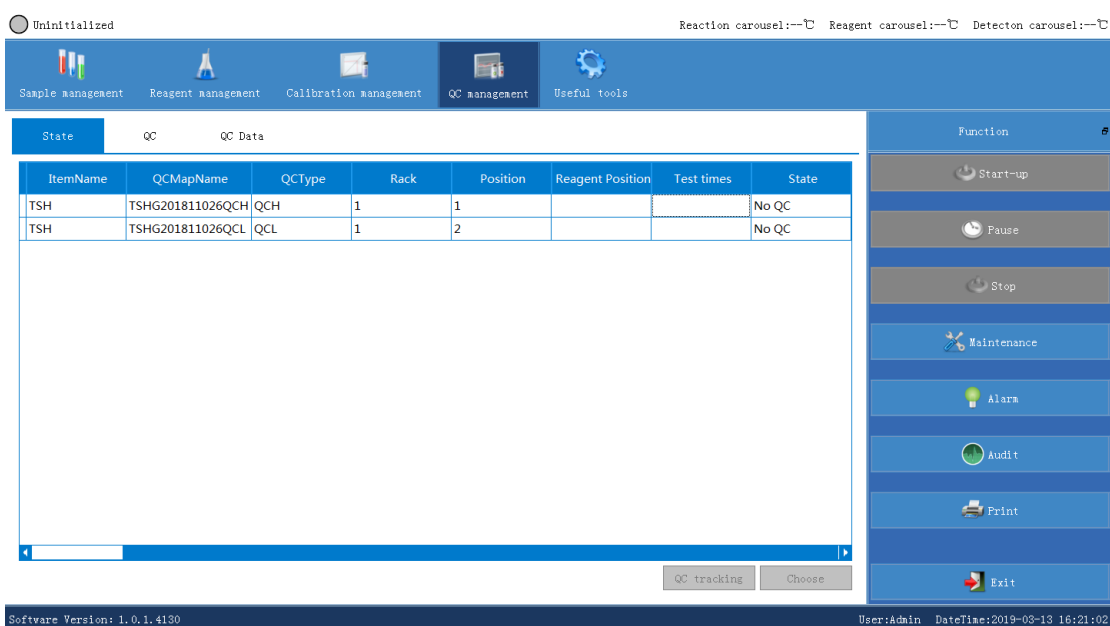 Uninitialized Reaction carousel:--℃ Reagent carousel:--℃ Detecton carousel:--℃
Sample management Reagent management Calibration management QC management Useful tools
State QC QC Data Function
ItemName QCMapName QCType Rack Position Reagent Position Test times State
TSH TSHG201811026QCH QCH 1 1 No QC
TSH TSHG201811026QCL QCL 1 2 No QC
Start-up
Pause
Stop
Maintenance
Alarm
Audit
Print
QC tracking Choose Exit
Software Version: 1.0.1.4130 User:Admin DateTime:2019-03-13 16:21:02